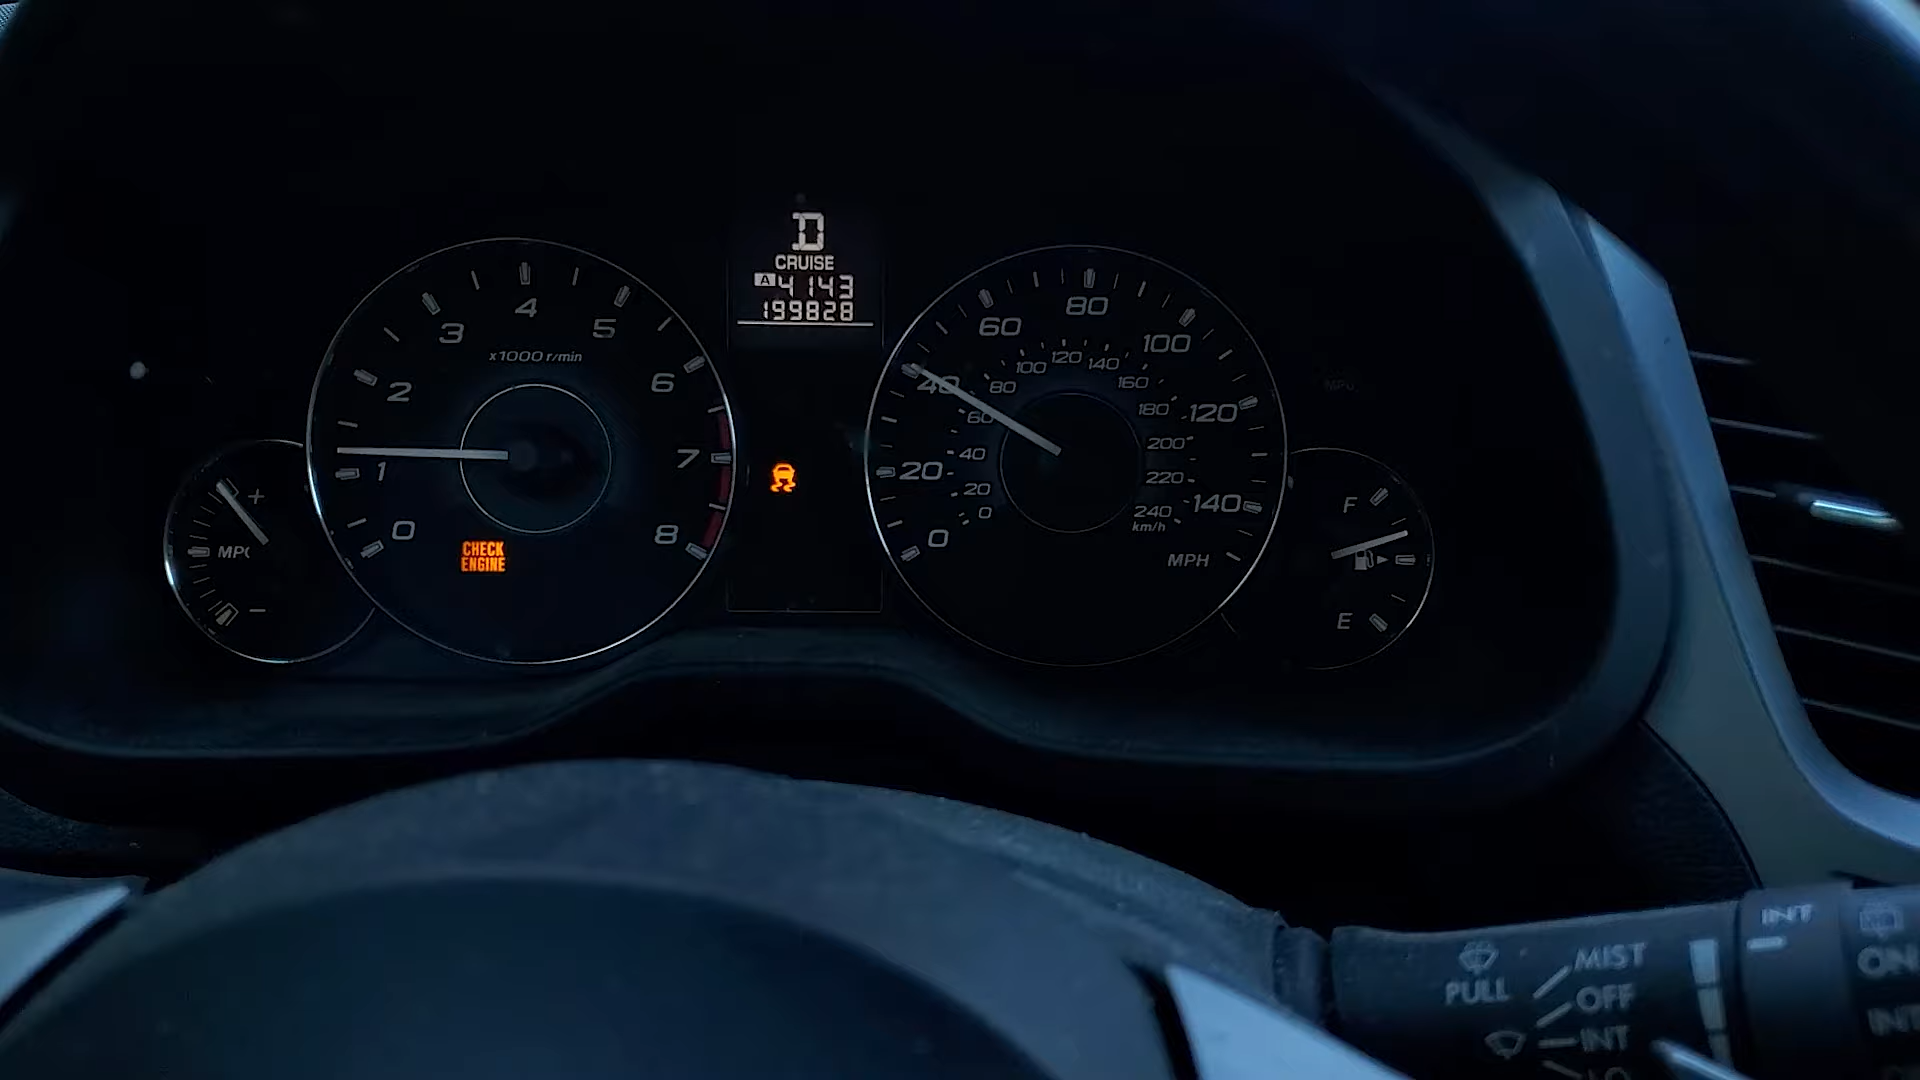 D
CRUISE
A 4143
199828
0
1
2
3
4
5
6
7
8
x1000 r/min
CHECK
ENGINE
+
MPG
-
0
20
40
60
80
100
120
140
MPH
0
20
40
60
80
100
120
140
160
180
200
220
240
km/h
F
E
PULL
MIST
OFF
INT
INT
ON
INT